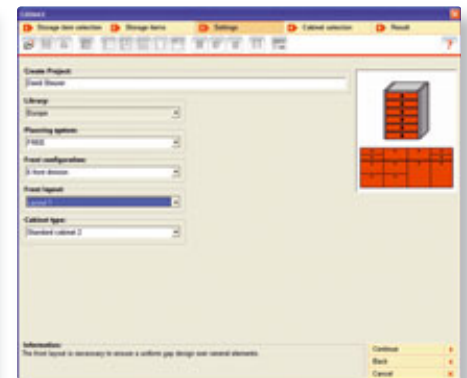 Storage item selection
Storage items
Settings
Cabinet selection
Result
Create Project:
Library:
Europe
Planning option:
FREE
Front configuration:
Front layout:
Layout 1
Cabinet type:
Standard cabinet 2
Information:
The front layout is necessary to ensure a uniform gap design over several elements.
Continue
Back
Cancel